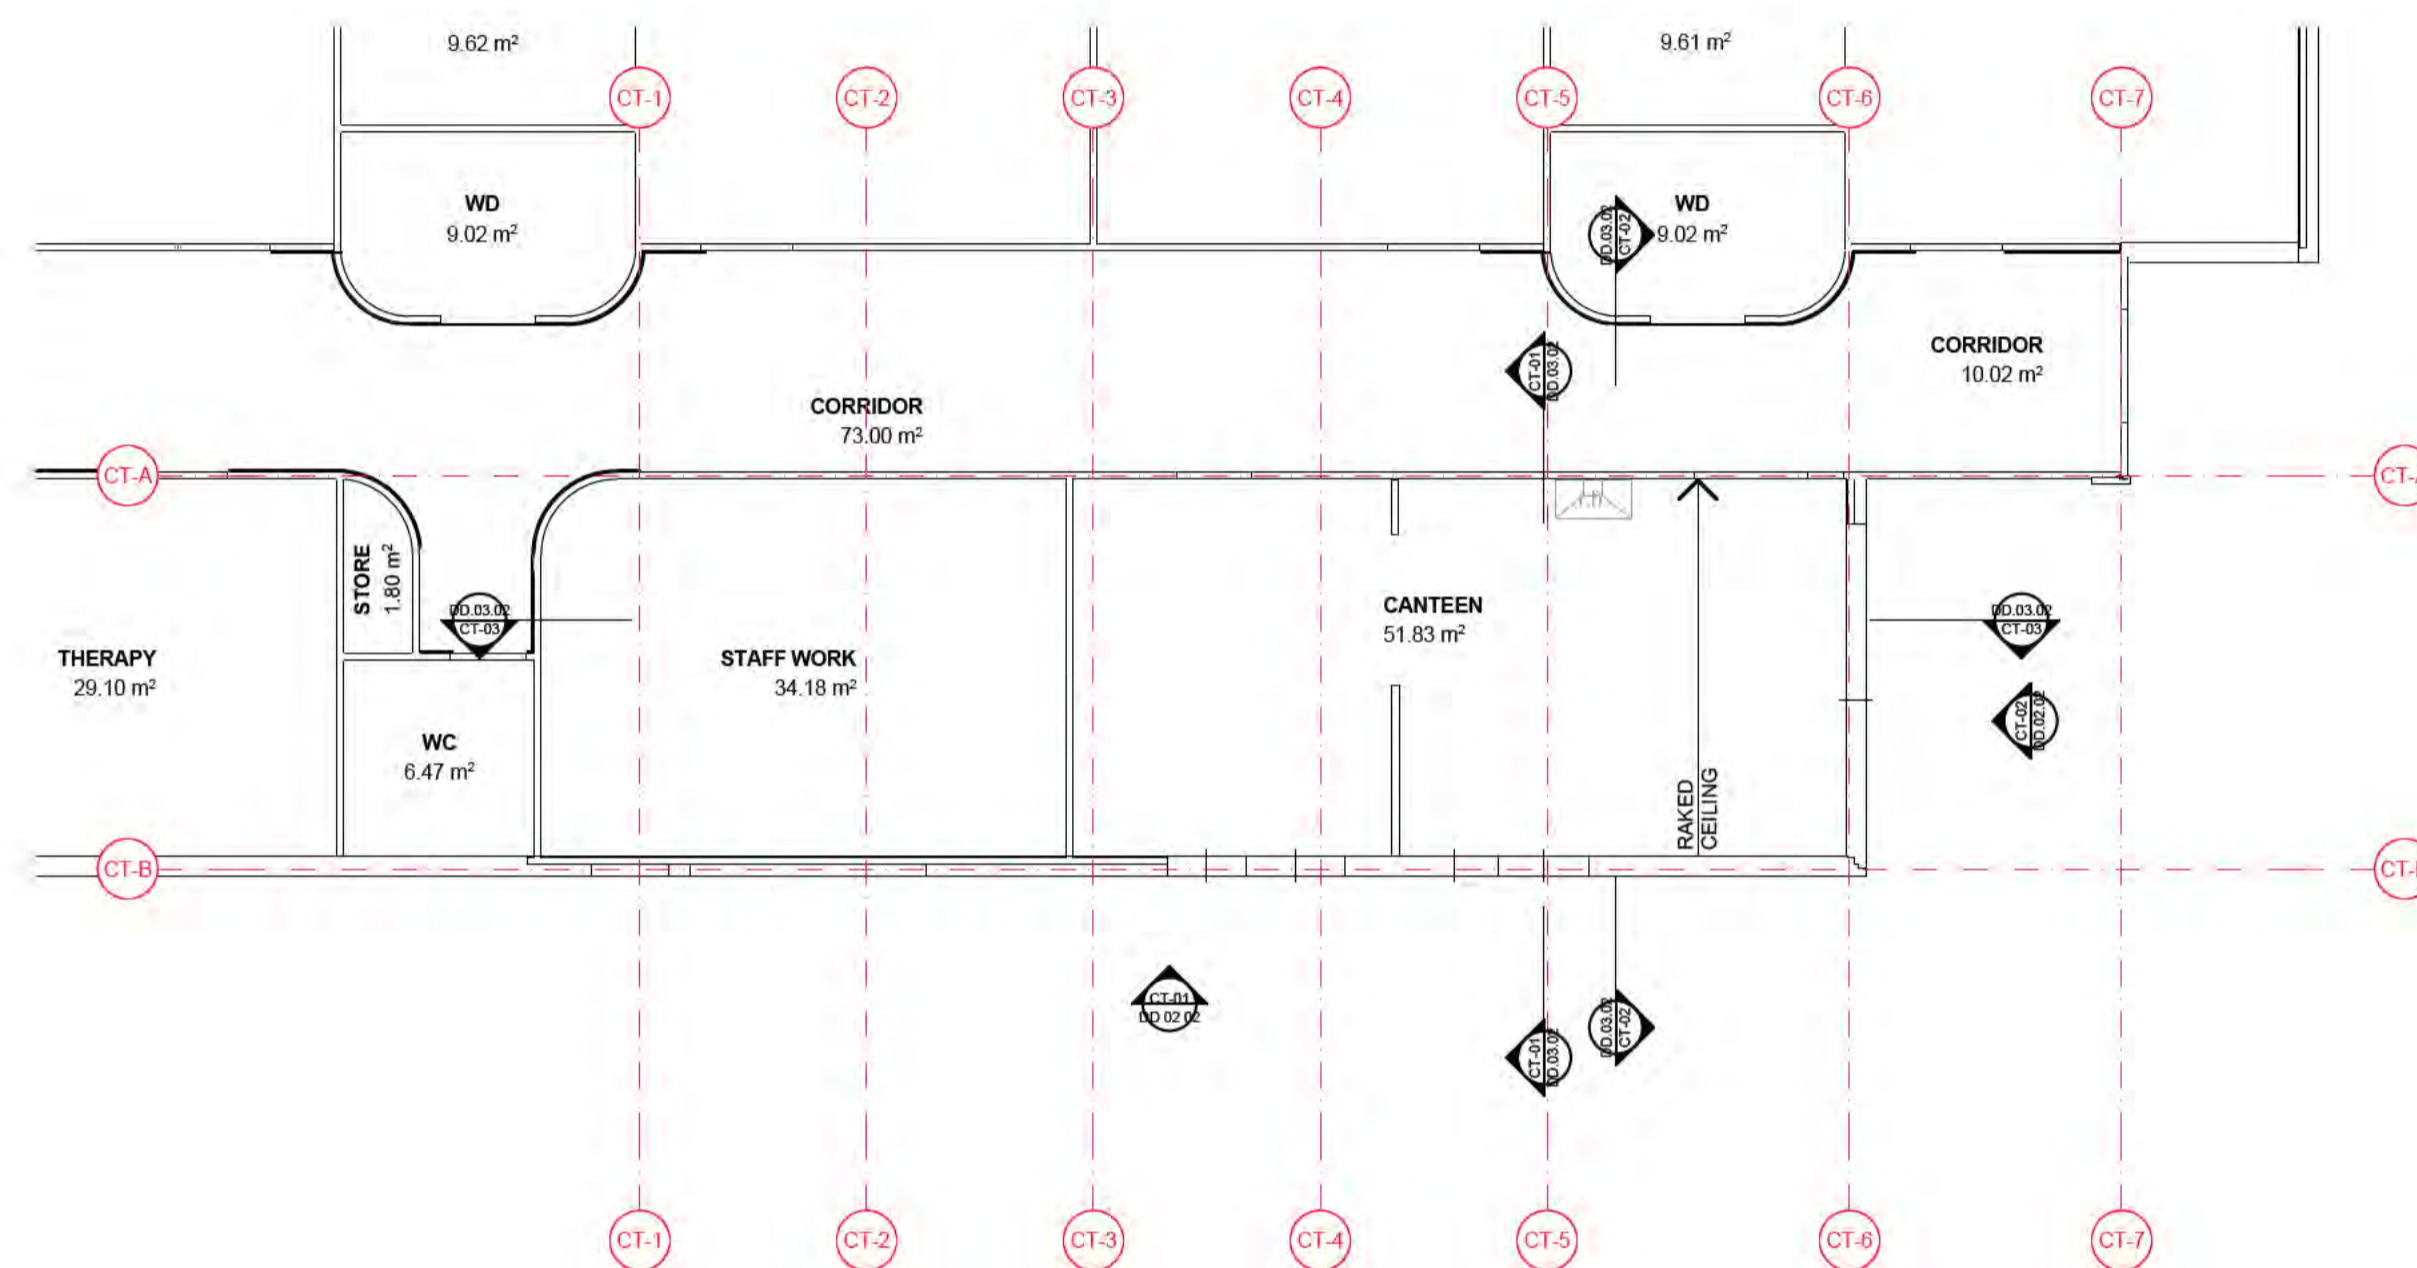 9.62 m²
9.61 m²
CT-1
CT-2
CT-3
CT-4
CT-5
CT-6
CT-7
WD
9.02 m²
DD.03.02
CT-02
WD
9.02 m²
CT-01
DD.03.02
CORRIDOR
10.02 m²
CORRIDOR
73.00 m²
CT-A
STORE
1.80 m²
DD.03.02
CT-03
CANTEEN
51.83 m²
DD.03.02
CT-03
THERAPY
29.10 m²
STAFF WORK
34.18 m²
CT-02
DD.02.02
WC
6.47 m²
RAKED
CEILING
CT-B
CT-01
DD 02 02
CT-01
DD.03.02
DD.03.02
CT-02
CT-1
CT-2
CT-3
CT-4
CT-5
CT-6
CT-7